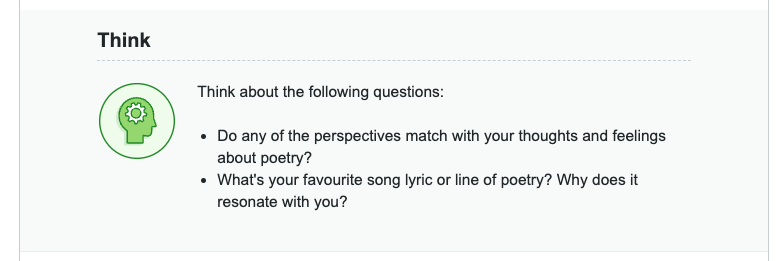 Think
Think about the following questions:
• Do any of the perspectives match with your thoughts and feelings
about poetry?
• What's your favourite song lyric or line of poetry? Why does it
resonate with you?